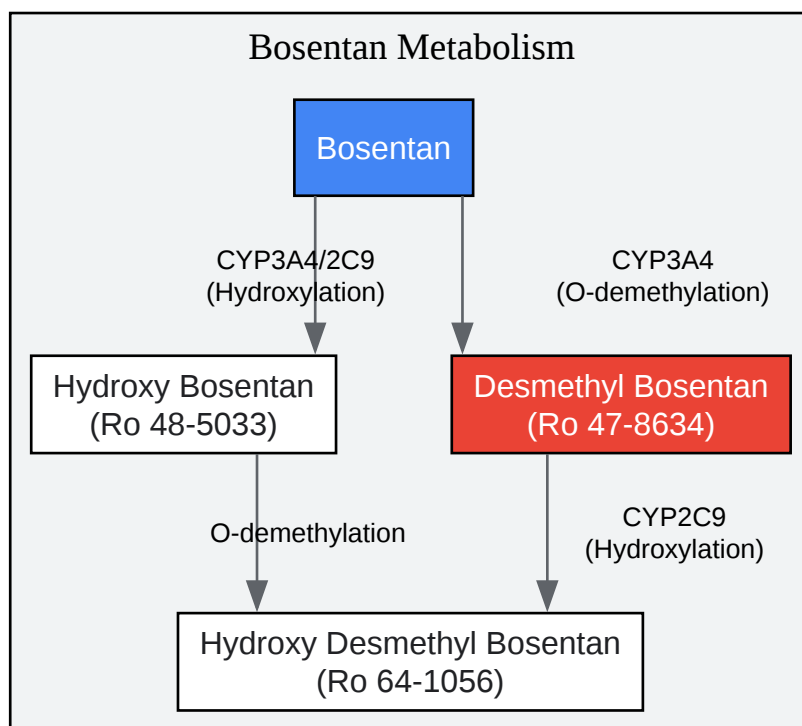 Bosentan Metabolism
Bosentan
CYP3A4/2C9
(Hydroxylation)
CYP3A4
(O-demethylation)
Hydroxy Bosentan
(Ro 48-5033)
Desmethyl Bosentan
(Ro 47-8634)
O-demethylation
CYP2C9
(Hydroxylation)
Hydroxy Desmethyl Bosentan
(Ro 64-1056)